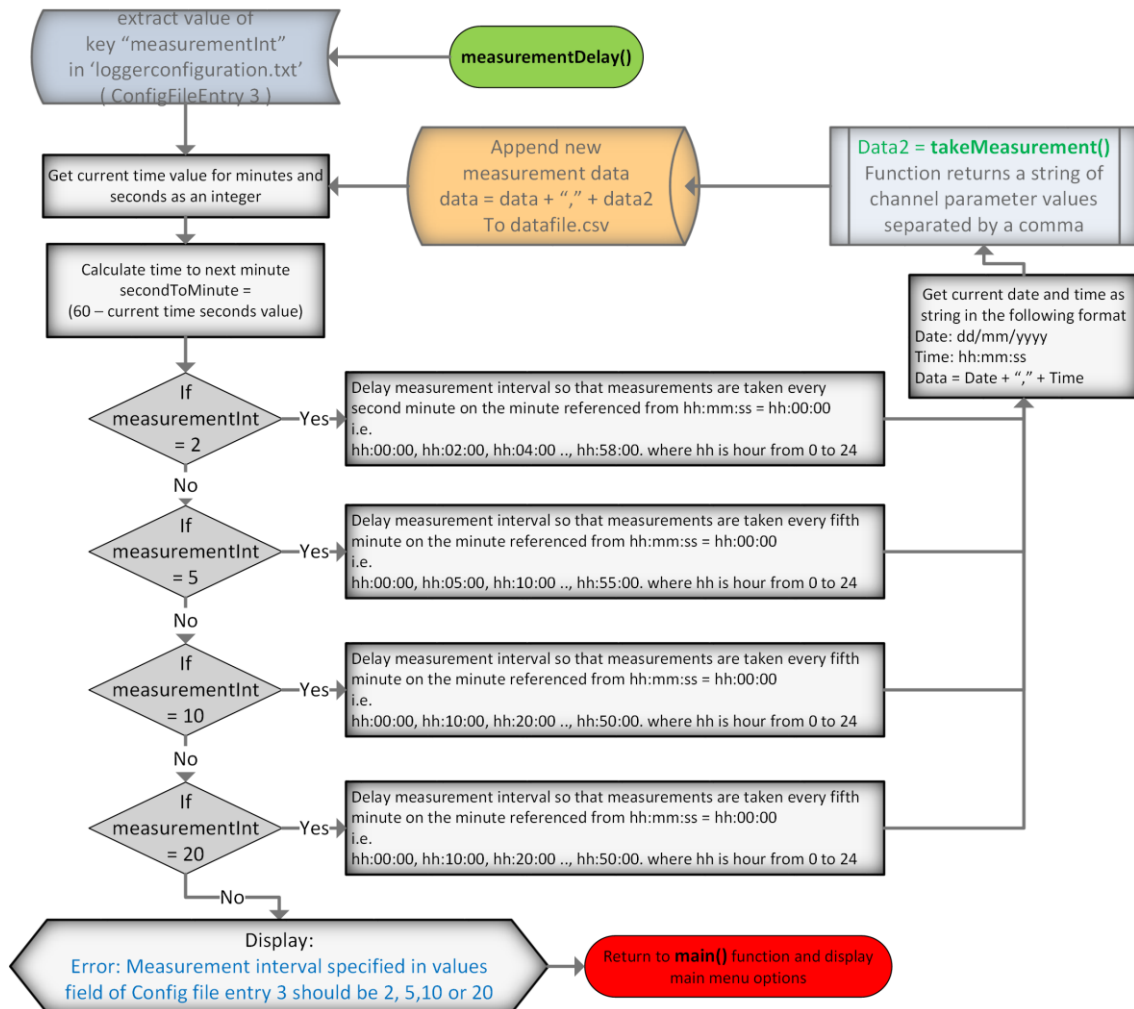 extract value of
key “measurementInt”
in ‘loggerconfiguration.txt’
( ConfigFileEntry 3 )
measurementDelay()
Get current time value for minutes and
seconds as an integer
Append new
measurement data
data = data + “,” + data2
To datafile.csv
Data2 = takeMeasurement()
Function returns a string of
channel parameter values
separated by a comma
Calculate time to next minute
secondToMinute =
(60 – current time seconds value)
Get current date and time as
string in the following format
Date: dd/mm/yyyy
Time: hh:mm:ss
Data = Date + “,” + Time
If
measurementInt
= 2
Yes
Delay measurement interval so that measurements are taken every
second minute on the minute referenced from hh:mm:ss = hh:00:00
i.e.
hh:00:00, hh:02:00, hh:04:00 .., hh:58:00. where hh is hour from 0 to 24
No
If
measurementInt
= 5
Yes
Delay measurement interval so that measurements are taken every fifth
minute on the minute referenced from hh:mm:ss = hh:00:00
i.e.
hh:00:00, hh:05:00, hh:10:00 .., hh:55:00. where hh is hour from 0 to 24
No
If
measurementInt
= 10
Yes
Delay measurement interval so that measurements are taken every fifth
minute on the minute referenced from hh:mm:ss = hh:00:00
i.e.
hh:00:00, hh:10:00, hh:20:00 .., hh:50:00. where hh is hour from 0 to 24
No
If
measurementInt
= 20
Yes
Delay measurement interval so that measurements are taken every fifth
minute on the minute referenced from hh:mm:ss = hh:00:00
i.e.
hh:00:00, hh:10:00, hh:20:00 .., hh:50:00. where hh is hour from 0 to 24
No
Display:
Error: Measurement interval specified in values
field of Config file entry 3 should be 2, 5,10 or 20
Return to main() function and display
main menu options